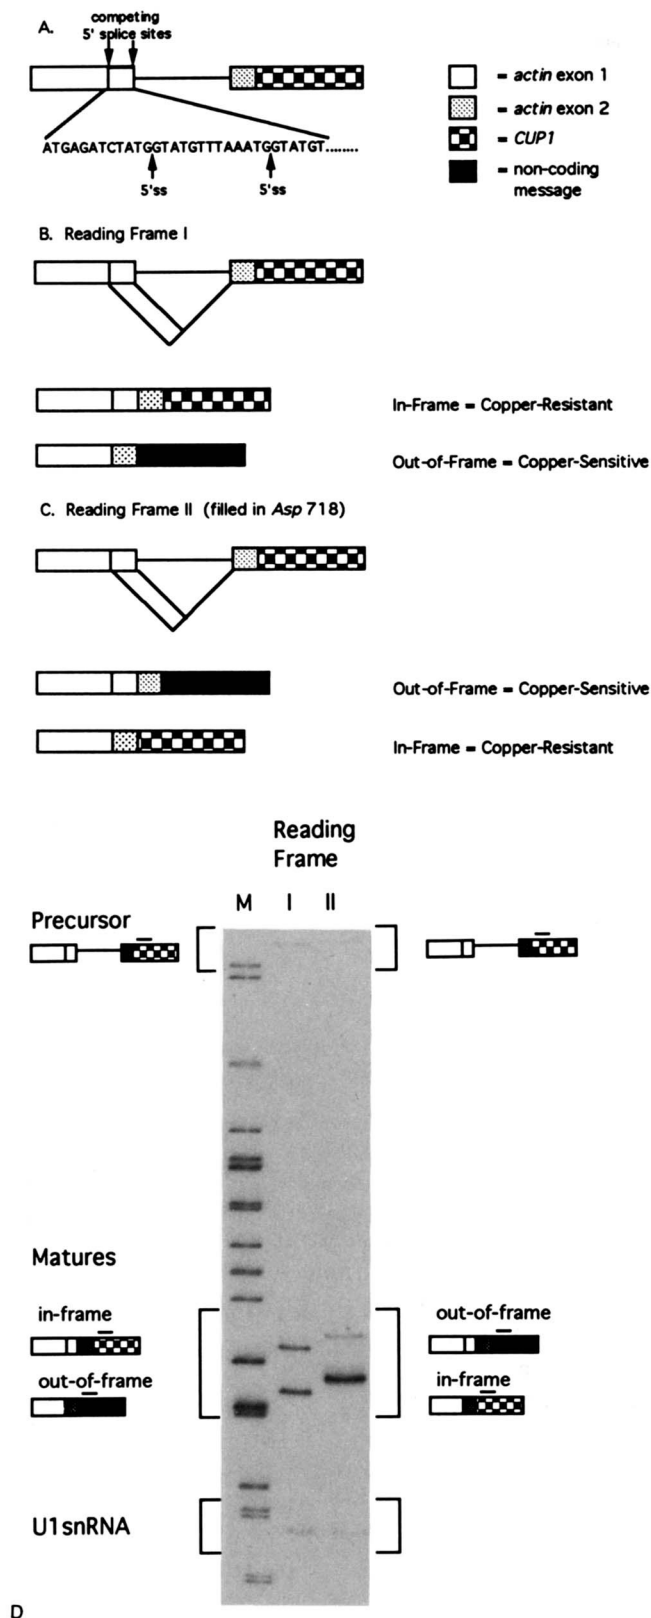 A.
competing
5' splice sites
ATGAGATCTATGGTATGTTTAAATGGTATGT........
5'ss 5'ss
= actin exon 1
= actin exon 2
= CUP1
= non-coding
message
B. Reading Frame I
In-Frame = Copper-Resistant
Out-of-Frame = Copper-Sensitive
C. Reading Frame II (filled in Asp 718)
Out-of-Frame = Copper-Sensitive
In-Frame = Copper-Resistant
Reading
Frame
M I II
Precursor
Matures
in-frame
out-of-frame
out-of-frame
in-frame
U1snRNA
D